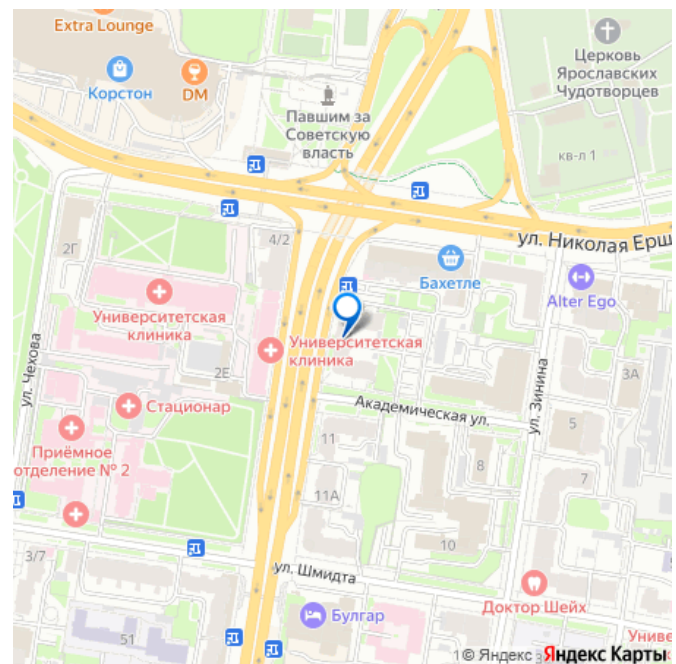 Extra Lounge
Корстон
DM
Церковь
Ярославских
Чудотворцев
Павшим за
Советскую
власть
кв-л 1
ул. Николая Ерш
2Г
4/2
Бахетле
Alter Ego
Университетская
клиника
ул. Чехова
2Е
Университетская
клиника
ул. Зинина
3А
Стационар
Академическая ул.
Приёмное
отделение № 2
11
5
8
7
11А
10
3/7
ул. Шмидта
Доктор Шейх
Булгар
51
Униве
1
© Яндекс
Яндекс Карты